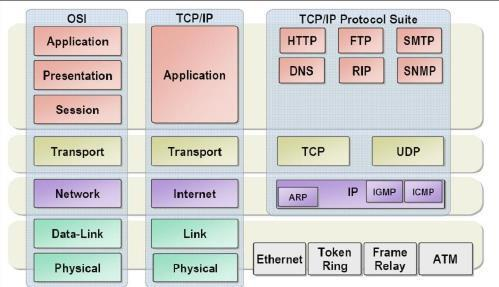 OSI
TCP/IP
TCP/IP Protocol Suite
Application
Presentation
Session
Application
HTTP
FTP
SMTP
DNS
RIP
SNMP
Transport
Transport
TCP
UDP
Network
Internet
ARP
IP
IGMP
ICMP
Data-Link
Link
Physical
Physical
Ethernet
Token
Ring
Frame
Relay
ATM